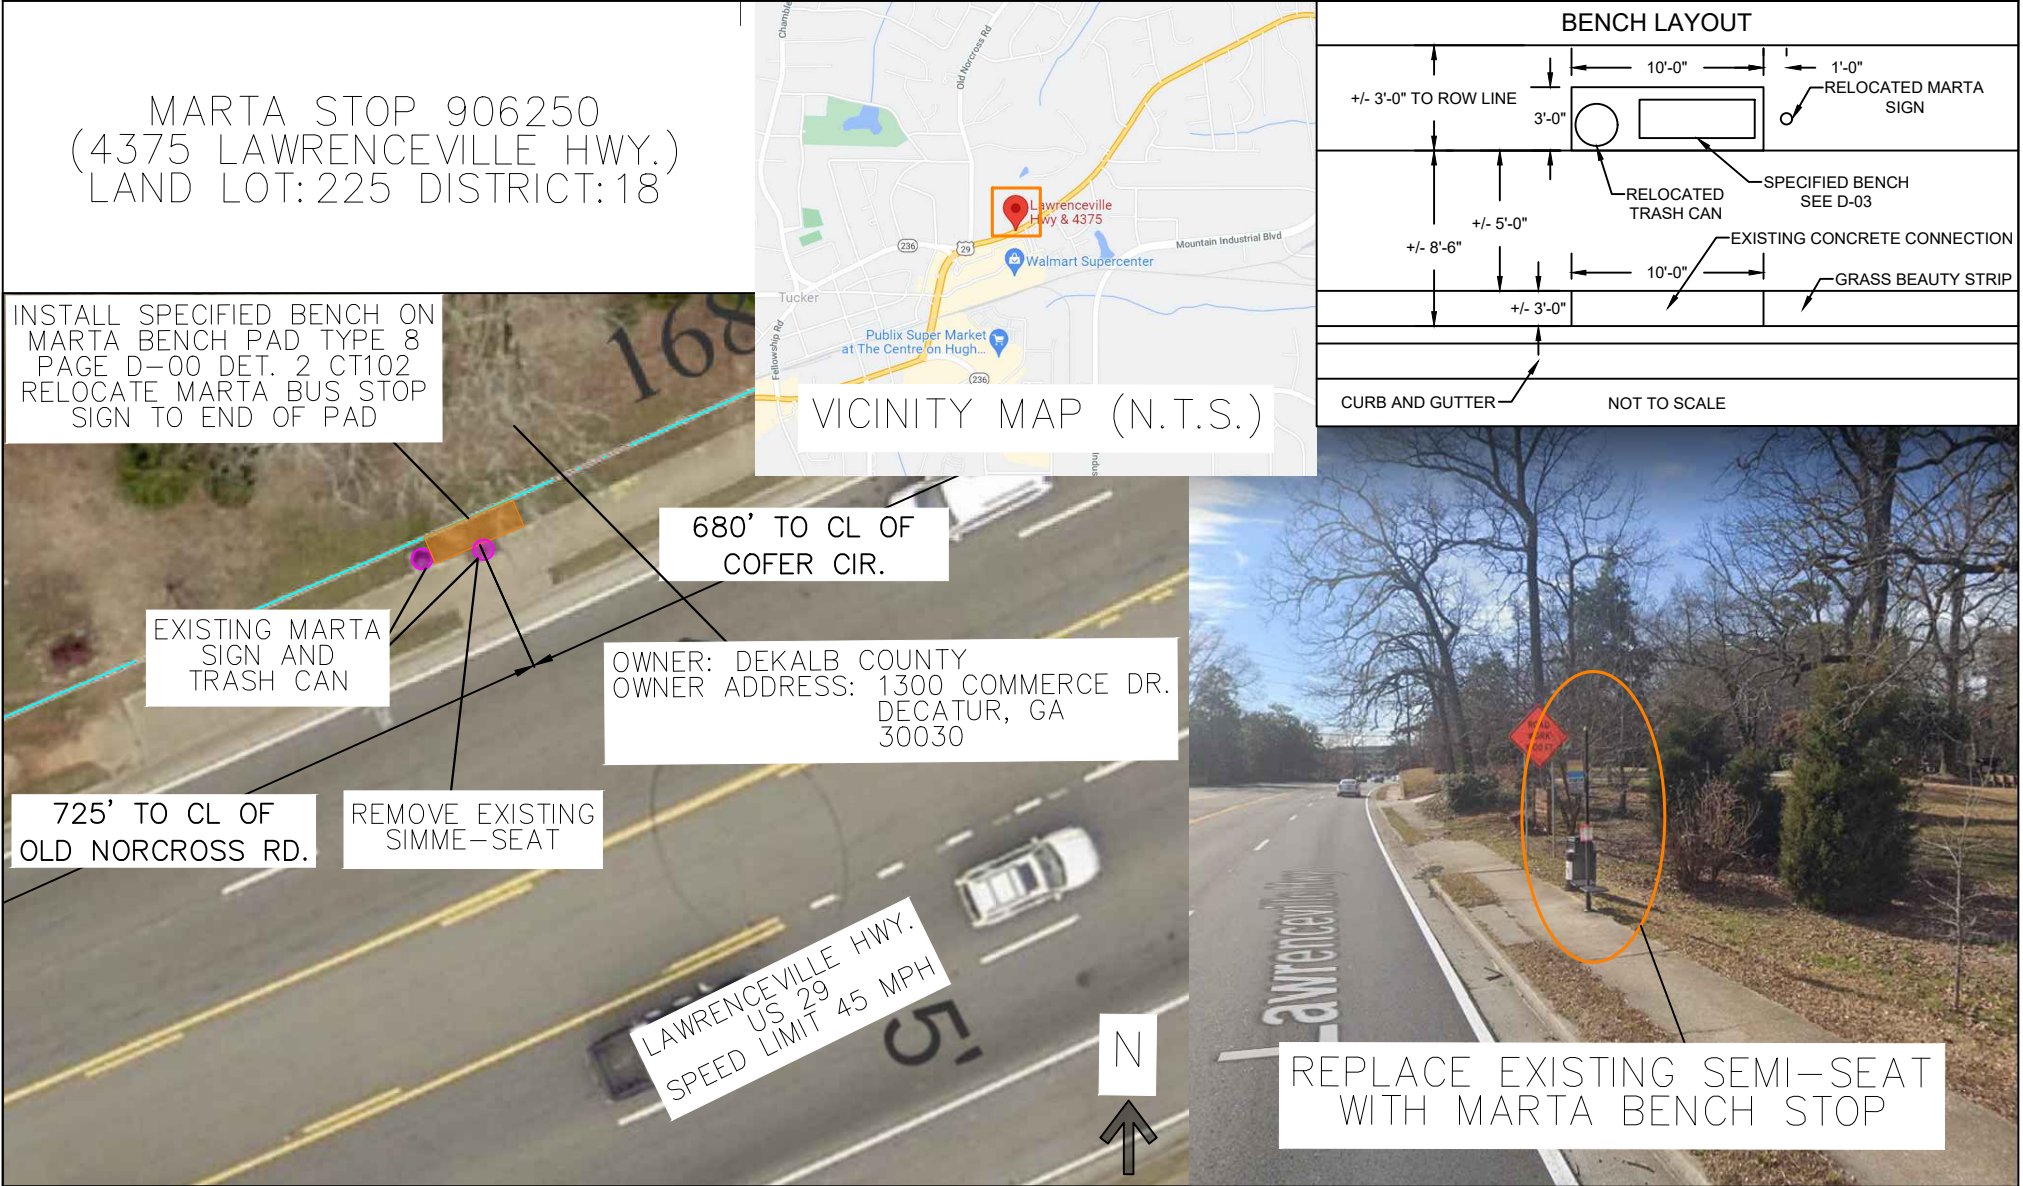 MARTA STOP 906250
(4375 LAWRENCEVILLE HWY.)
LAND LOT: 225 DISTRICT: 18
Old Norcross Rd
Lawrenceville
Hwy & 4375
236
29
Mountain Industrial Blvd
Walmart Supercenter
Tucker
Fellowship Rd
Publix Super Market
at The Centre on Hugh...
236
Indus
VICINITY MAP (N.T.S.)
BENCH LAYOUT
10'-0"
1'-0"
+/- 3'-0" TO ROW LINE
3'-0"
RELOCATED MARTA
SIGN
RELOCATED
TRASH CAN
SPECIFIED BENCH
SEE D-03
+/- 5'-0"
+/- 8'-6"
EXISTING CONCRETE CONNECTION
10'-0"
GRASS BEAUTY STRIP
+/- 3'-0"
CURB AND GUTTER
NOT TO SCALE
INSTALL SPECIFIED BENCH ON
MARTA BENCH PAD TYPE 8
PAGE D-00 DET. 2 CT102
RELOCATE MARTA BUS STOP
SIGN TO END OF PAD
168
680' TO CL OF
COFER CIR.
EXISTING MARTA
SIGN AND
TRASH CAN
OWNER: DEKALB COUNTY
OWNER ADDRESS: 1300 COMMERCE DR.
DECATUR, GA
30030
725' TO CL OF
OLD NORCROSS RD.
REMOVE EXISTING
SIMME-SEAT
LAWRENCEVILLE HWY.
US 29
SPEED LIMIT 45 MPH
5'
N
ROAD
WORK
Lawrenceville Hwy
REPLACE EXISTING SEMI-SEAT
WITH MARTA BENCH STOP